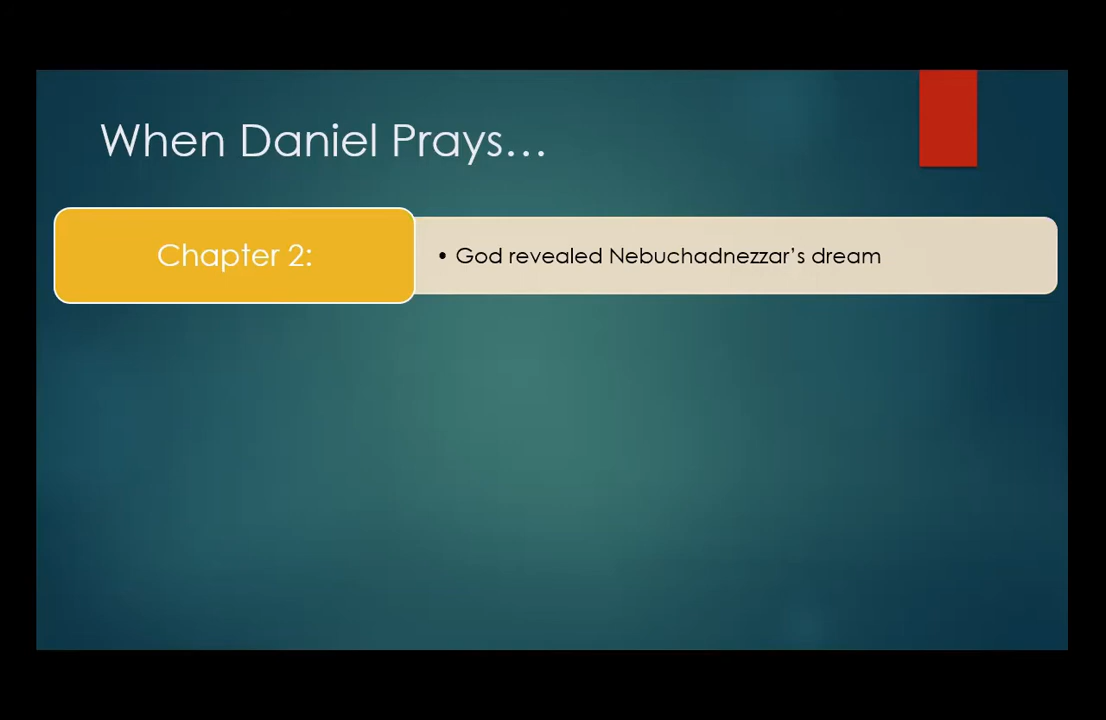 When Daniel Prays…
Chapter 2:
• God revealed Nebuchadnezzar’s dream